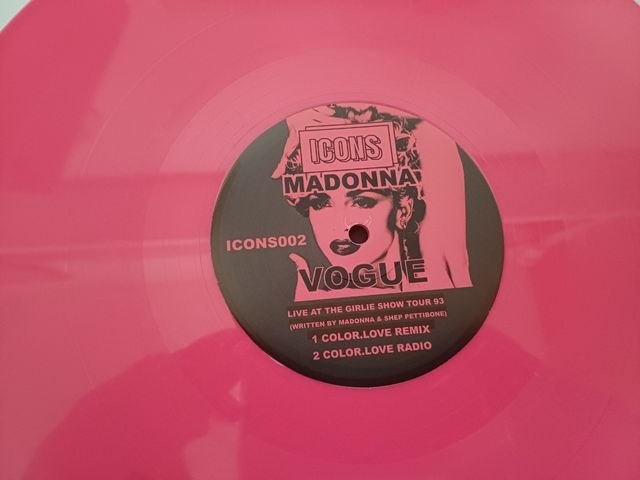 ICONS
MADONNA
ICONS002
VOGUE
LIVE AT THE GIRLIE SHOW TOUR 93
(WRITTEN BY MADONNA & SHEP PETTIBONE)
1 COLOR.LOVE REMIX
2 COLOR.LOVE RADIO